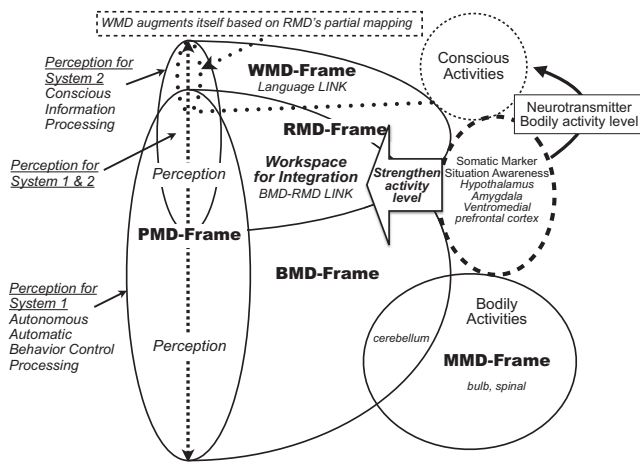 WMD augments itself based on RMD's partial mapping
Perception for
System 2
Conscious
Information
Processing
WMD-Frame
Language LINK
Conscious
Activities
Neurotransmitter
Bodily activity level
RMD-Frame
Workspace
for Integration
BMD-RMD LINK
Strengthen
activity
level
Somatic Marker
Situation Awareness
Hypothalamus
Amygdala
Ventromedial
prefrontal cortex
Perception for
System 1 & 2
Perception
PMD-Frame
BMD-Frame
Perception for
System 1
Autonomous
Automatic
Behavior Control
Processing
Perception
Bodily
Activities
cerebellum
MMD-Frame
bulb, spinal